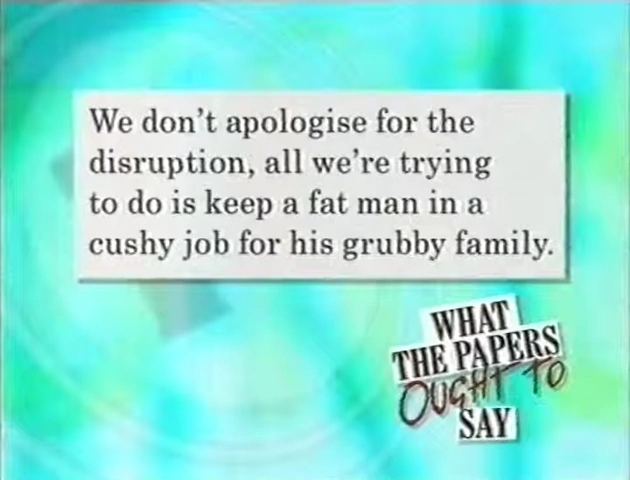 We don't apologise for the
disruption, all we're trying
to do is keep a fat man in a
cushy job for his grubby family.
WHAT
THE PAPERS
OUGHT TO
SAY